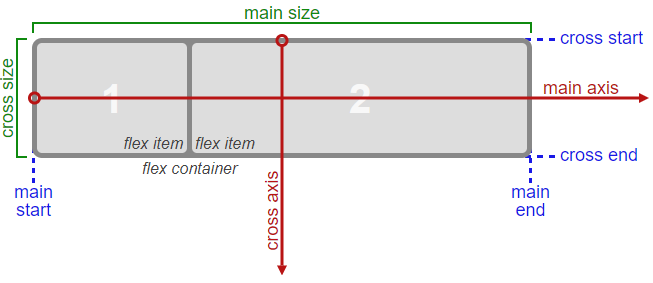 main size
cross start
cross size
1
2
main axis
flex item
flex item
cross end
flex container
cross axis
main
start
main
end